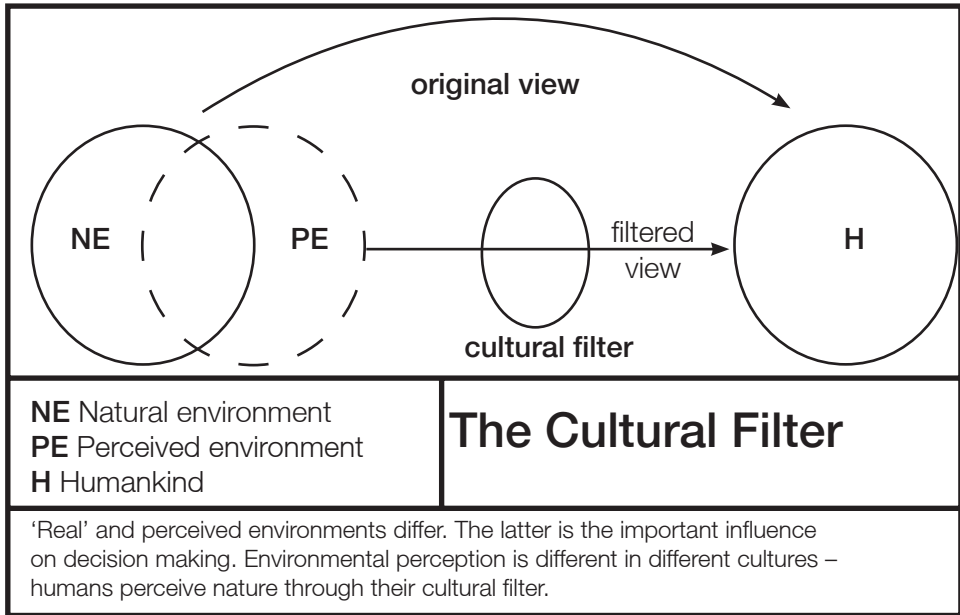 original view
NE
PE
filtered
view
H
cultural filter
NE Natural environment
PE Perceived environment
H Humankind
The Cultural Filter
‘Real’ and perceived environments differ. The latter is the important influence
on decision making. Environmental perception is different in different cultures –
humans perceive nature through their cultural filter.